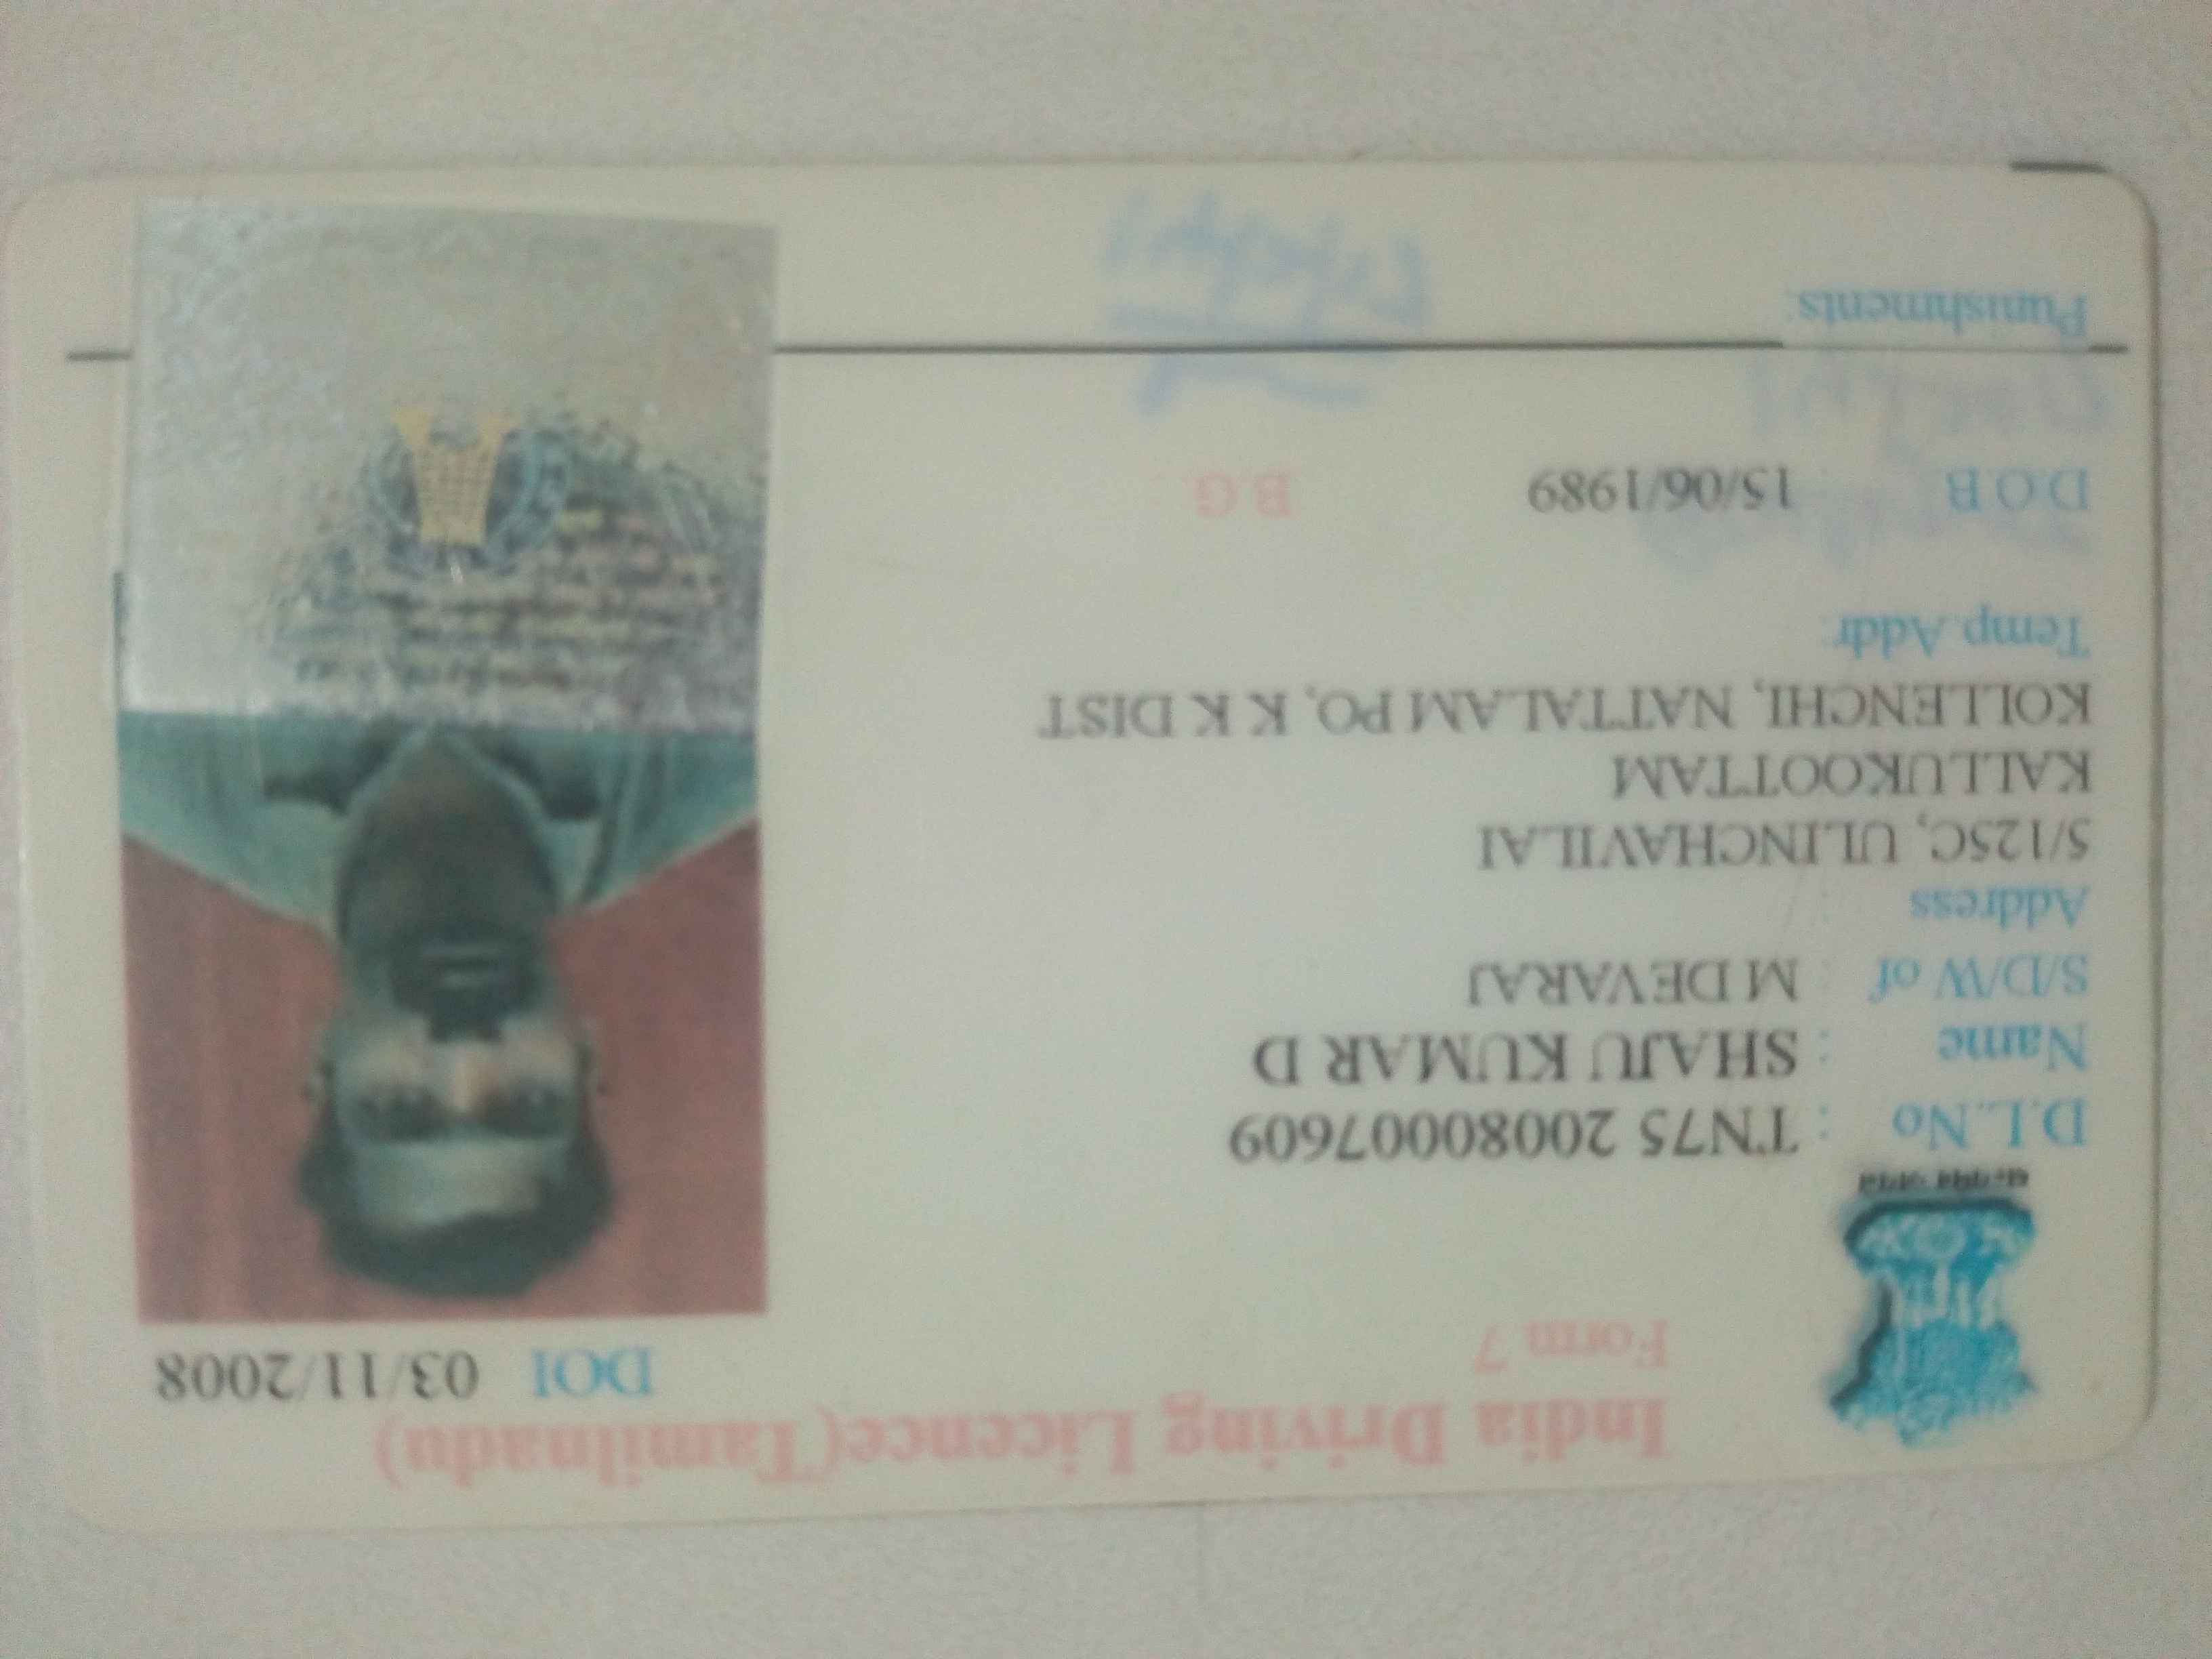 India Driving Licence(Tamilnadu)
Form 7
DOI 03/11/2008
D.L.No : TN75 20080007609
Name : SHAJU KUMAR D
S/D/W of : M DEVARAJ
Address :
5/125C, ULINCHAVILAI
KALLUKOOTTAM
KOLLENCHI, NATTALAM PO, K K DIST
Temp.Addr
D.O.B. : 15/06/1989 B.G.
Punishments: